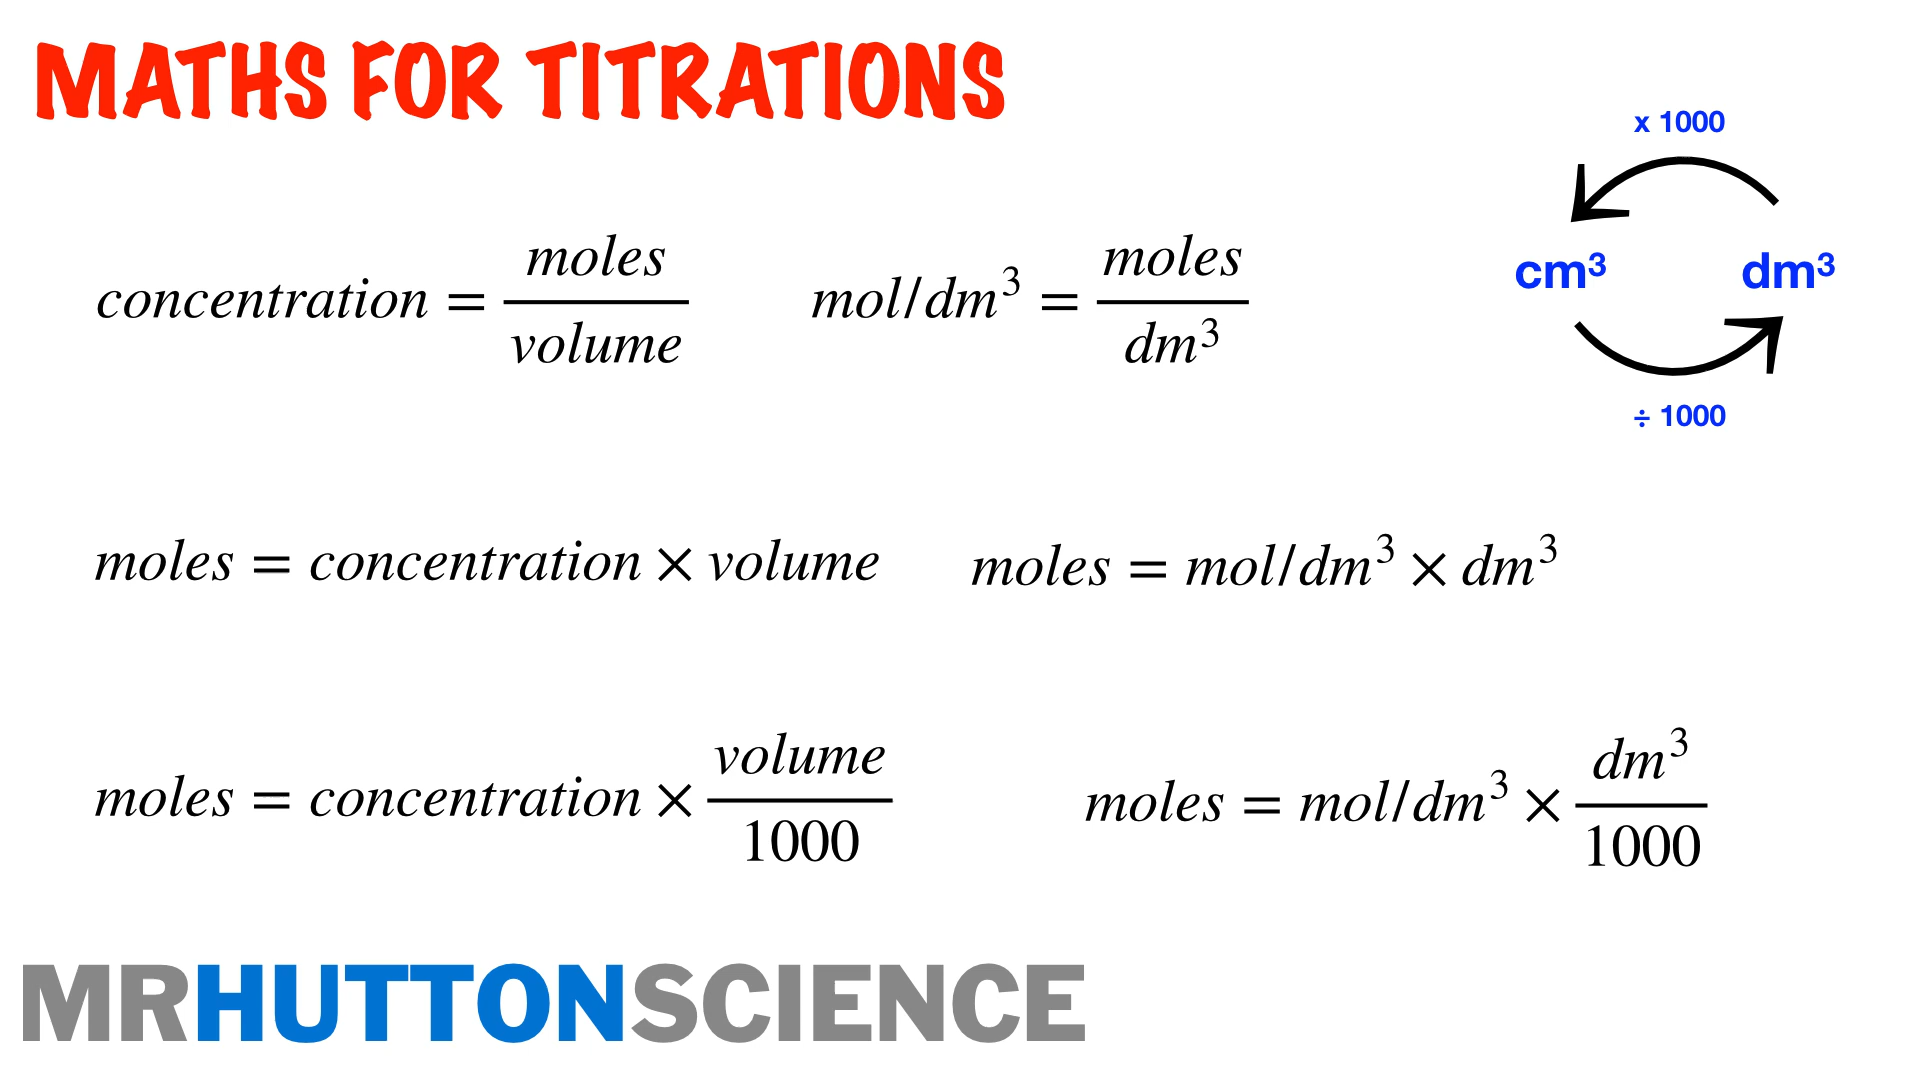 MATHS FOR TITRATIONS
x 1000
cm³ dm³
÷ 1000
concentration = moles / volume
mol/dm³ = moles / dm³
moles = concentration × volume
moles = mol/dm³ × dm³
moles = concentration × volume / 1000
moles = mol/dm³ × dm³ / 1000
MRHUTTONSCIENCE